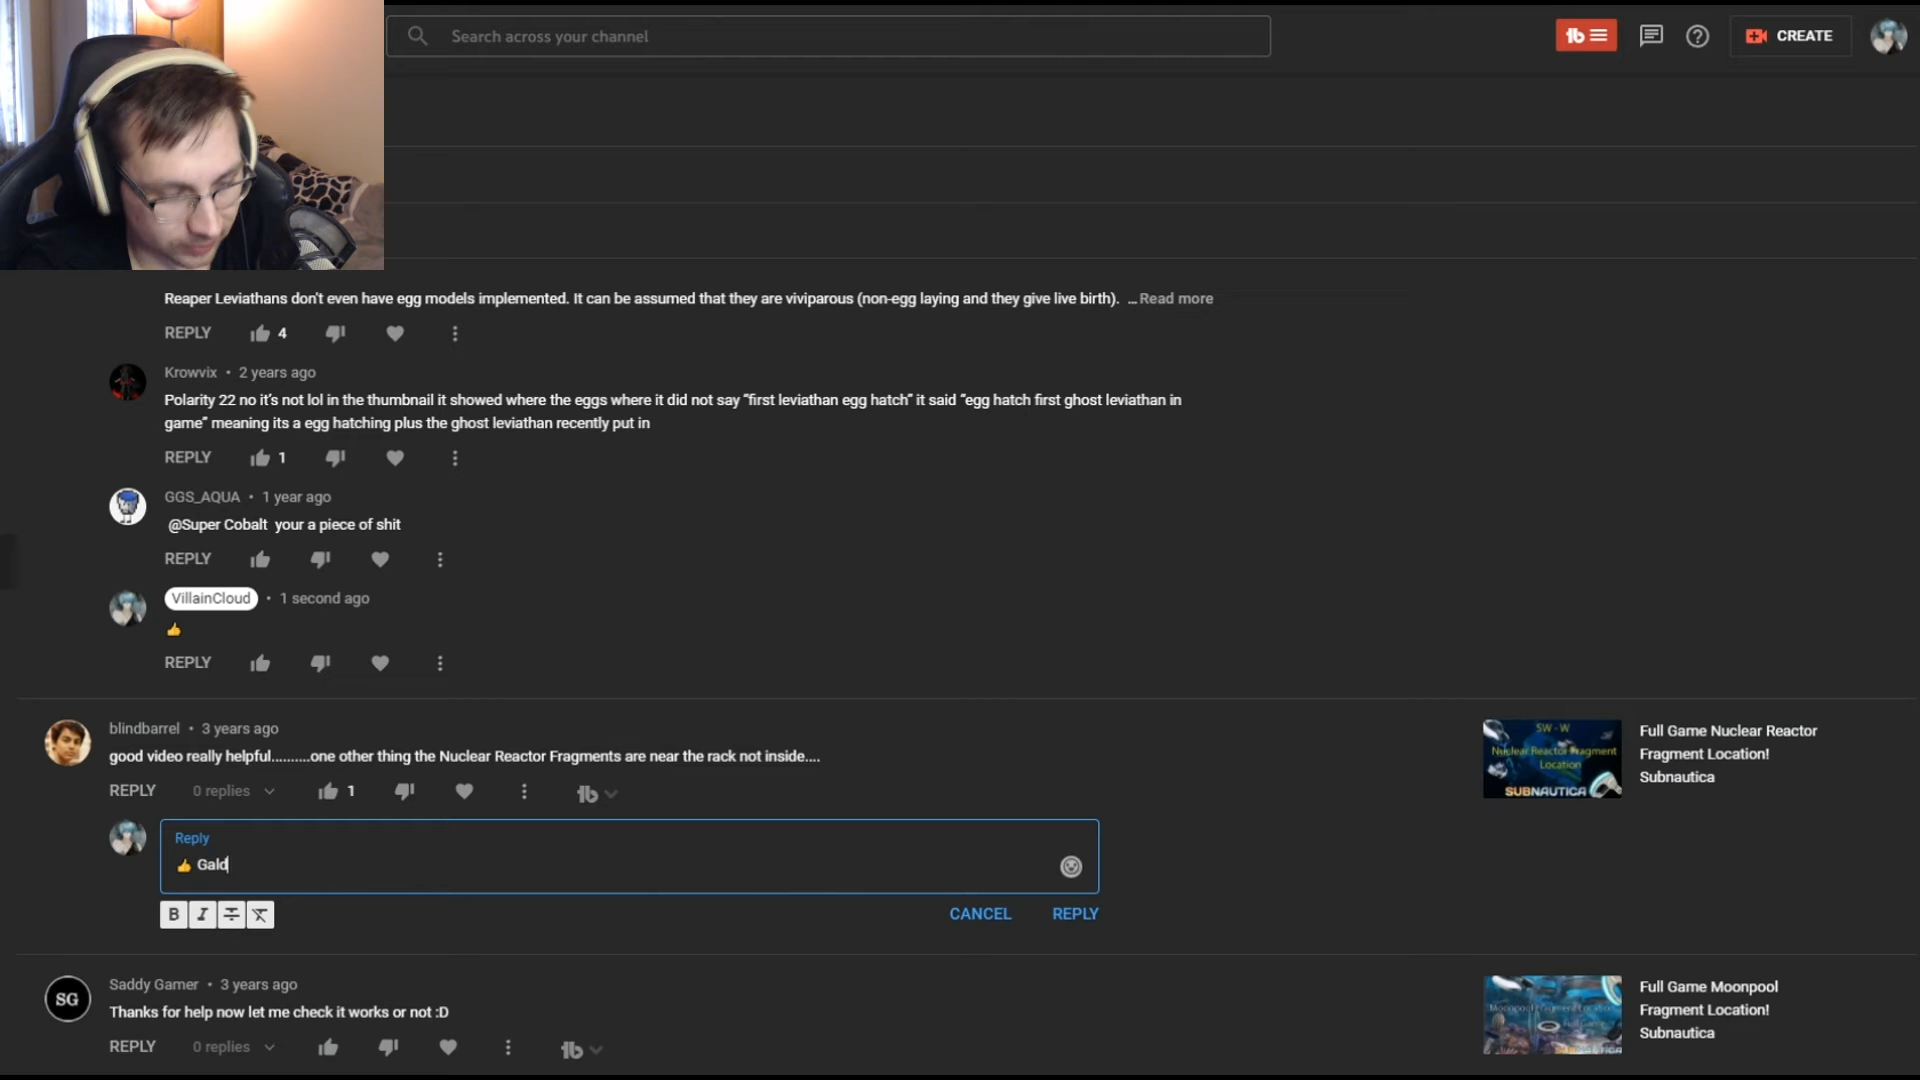 Search across your channel
CREATE
Reaper Leviathans don't even have egg models implemented. It can be assumed that they are viviparous (non-egg laying and they give live birth). ...Read more
REPLY 4
Krowvix • 2 years ago
Polarity 22 no it's not lol in the thumbnail it showed where the eggs where it did not say “first leviathan egg hatch” it said “egg hatch first ghost leviathan in
game” meaning its a egg hatching plus the ghost leviathan recently put in
REPLY 1
GGS_AQUA • 1 year ago
@Super Cobalt your a piece of shit
REPLY
VillainCloud • 1 second ago
👍
REPLY
blindbarrel • 3 years ago
good video really helpful..........one other thing the Nuclear Reactor Fragments are near the rack not inside....
REPLY 0 replies 1
SW - W
Nuclear Reactor Fragment
Location
SUBNAUTICA
Full Game Nuclear Reactor
Fragment Location!
Subnautica
Reply
👍 Gald
B I
CANCEL REPLY
SG
Saddy Gamer • 3 years ago
Thanks for help now let me check it works or not :D
REPLY 0 replies
Moonpool Fragment Location
Full Game Moonpool
Fragment Location!
Subnautica